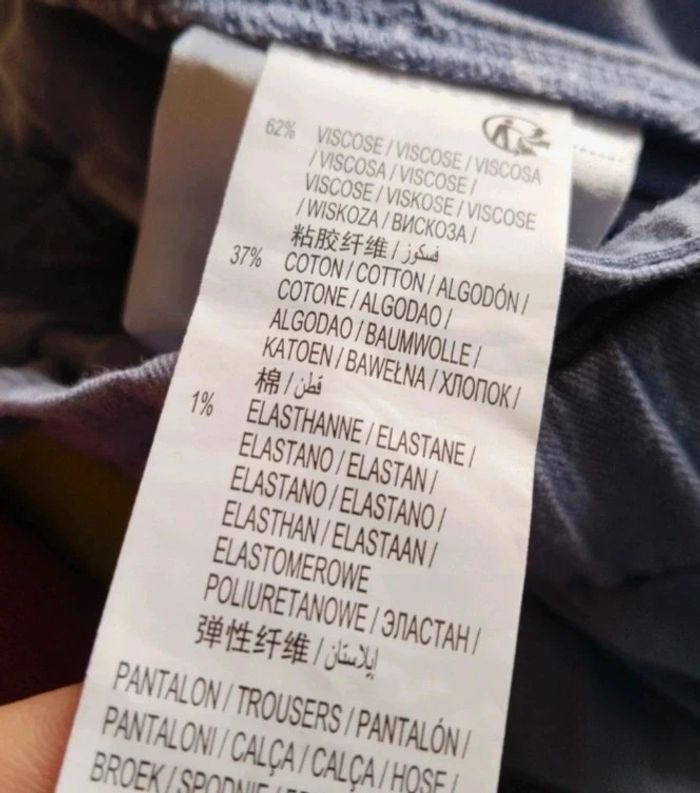 62% VISCOSE / VISCOSE / VISCOSA
/ VISCOSA / VISCOSE /
VISCOSE / VISKOSE / VISCOSE
/ WISKOZA / ВИСКОЗА /
粘胶纤维 / فسكوز
37% COTON / COTTON / ALGODÓN /
COTONE / ALGODAO /
ALGODAO / BAUMWOLLE /
KATOEN / BAWEŁNA / ХЛОПОК /
棉 / قطن
1% ELASTHANNE / ELASTANE /
ELASTANO / ELASTAN /
ELASTANO / ELASTANO /
ELASTHAN / ELASTAAN /
ELASTOMEROWE
POLIURETANOWE / ЭЛАСТАН /
弹性纤维 / إيلاستان
PANTALON / TROUSERS / PANTALÓN /
PANTALONI / CALÇA / CALÇA / HOSE /
BROEK / SPODNIE /